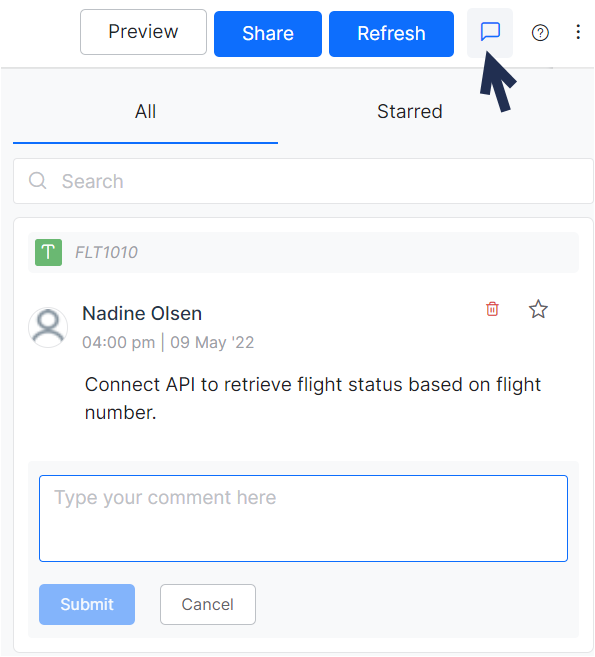 Preview Share Refresh
All Starred
Search
T FLT1010
Nadine Olsen
04:00 pm | 09 May '22
Connect API to retrieve flight status based on flight
number.
Type your comment here
Submit Cancel